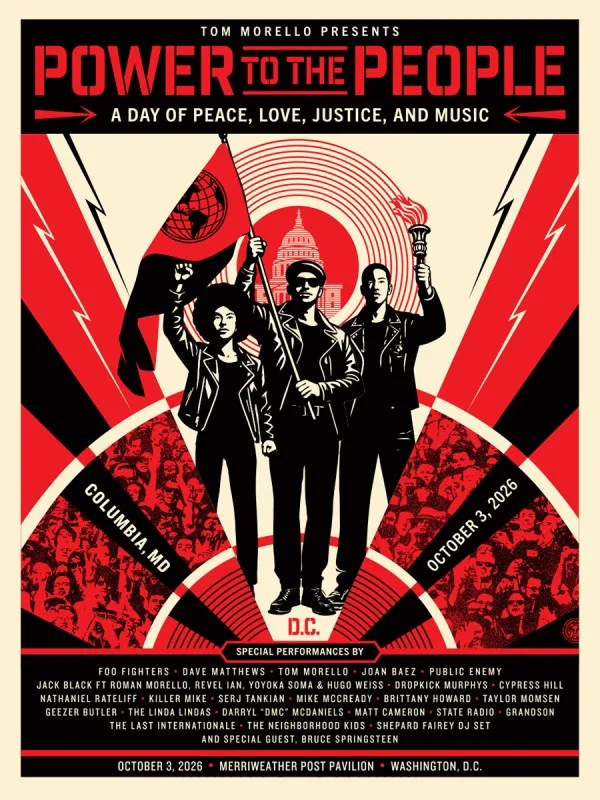 TOM MORELLO PRESENTS
POWER TO THE PEOPLE
A DAY OF PEACE, LOVE, JUSTICE, AND MUSIC
COLUMBIA, MD
OCTOBER 3, 2026
D.C.
SPECIAL PERFORMANCES BY
FOO FIGHTERS • DAVE MATTHEWS • TOM MORELLO • JOAN BAEZ • PUBLIC ENEMY
JACK BLACK FT ROMAN MORELLO, REVEL IAN, YOYOKA SOMA & HUGO WEISS • DROPKICK MURPHYS • CYPRESS HILL
NATHANIEL RATELIFF • KILLER MIKE • SERJ TANKIAN • MIKE MCCREADY • BRITTANY HOWARD • TAYLOR MOMSEN
GEEZER BUTLER • THE LINDA LINDAS • DARRYL "DMC" MCDANIELS • MATT CAMERON • STATE RADIO • GRANDSON
THE LAST INTERNATIONALE • THE NEIGHBORHOOD KIDS • SHEPARD FAIREY DJ SET
AND SPECIAL GUEST, BRUCE SPRINGSTEEN
OCTOBER 3, 2026 • MERRIWEATHER POST PAVILION • WASHINGTON, D.C.